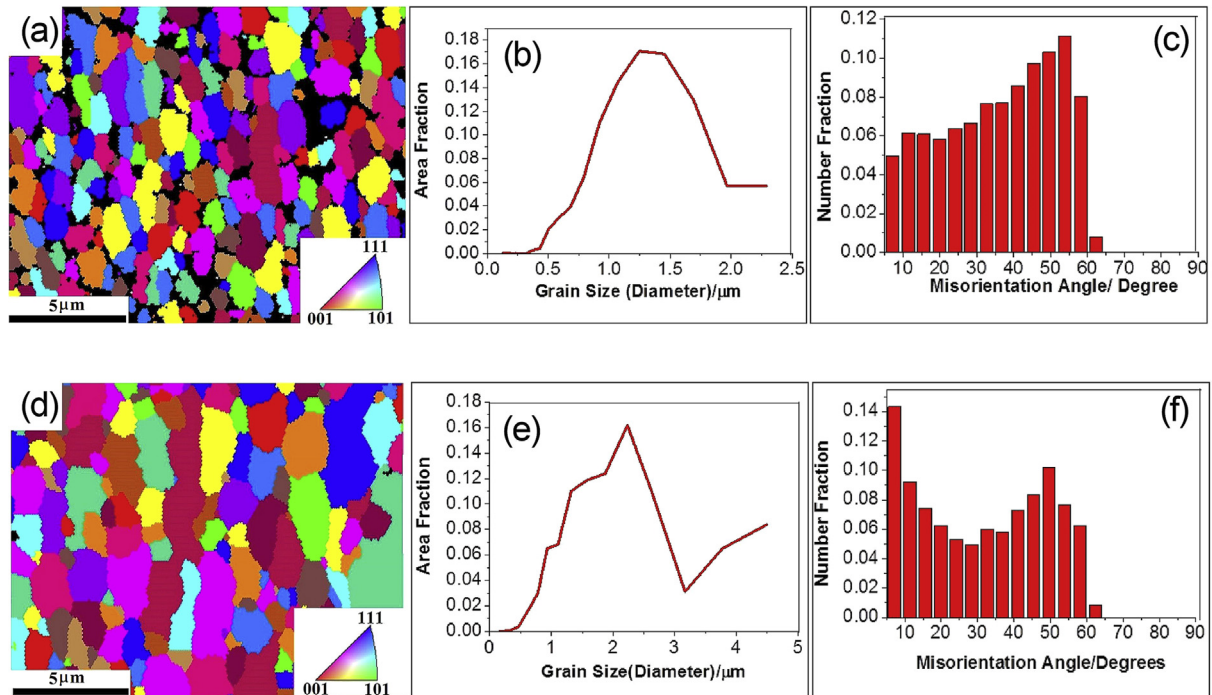 (a)
111
001 101
5μm
(b)
Area Fraction
0.18
0.16
0.14
0.12
0.10
0.08
0.06
0.04
0.02
0.00
0.0 0.5 1.0 1.5 2.0 2.5
Grain Size (Diameter)/μm
(c)
Number Fraction
0.12
0.10
0.08
0.06
0.04
0.02
0.00
10 20 30 40 50 60 70 80 90
Misorientation Angle/ Degree
(d)
111
001 101
5μm
(e)
Area Fraction
0.18
0.16
0.14
0.12
0.10
0.08
0.06
0.04
0.02
0.00
0 1 2 3 4 5
Grain Size(Diameter)/μm
(f)
Number Fraction
0.14
0.12
0.10
0.08
0.06
0.04
0.02
0.00
10 20 30 40 50 60 70 80 90
Misorientation Angle/Degrees